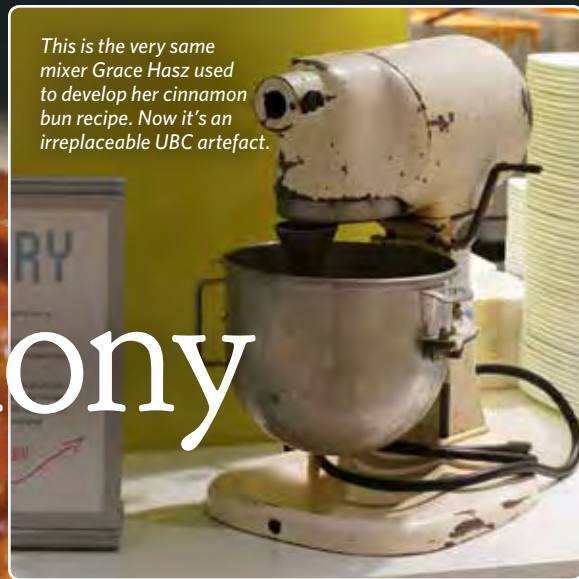 This is the very same
mixer Grace Hasz used
to develop her cinnamon
bun recipe. Now it's an
irreplaceable UBC artefact.
RY
ony